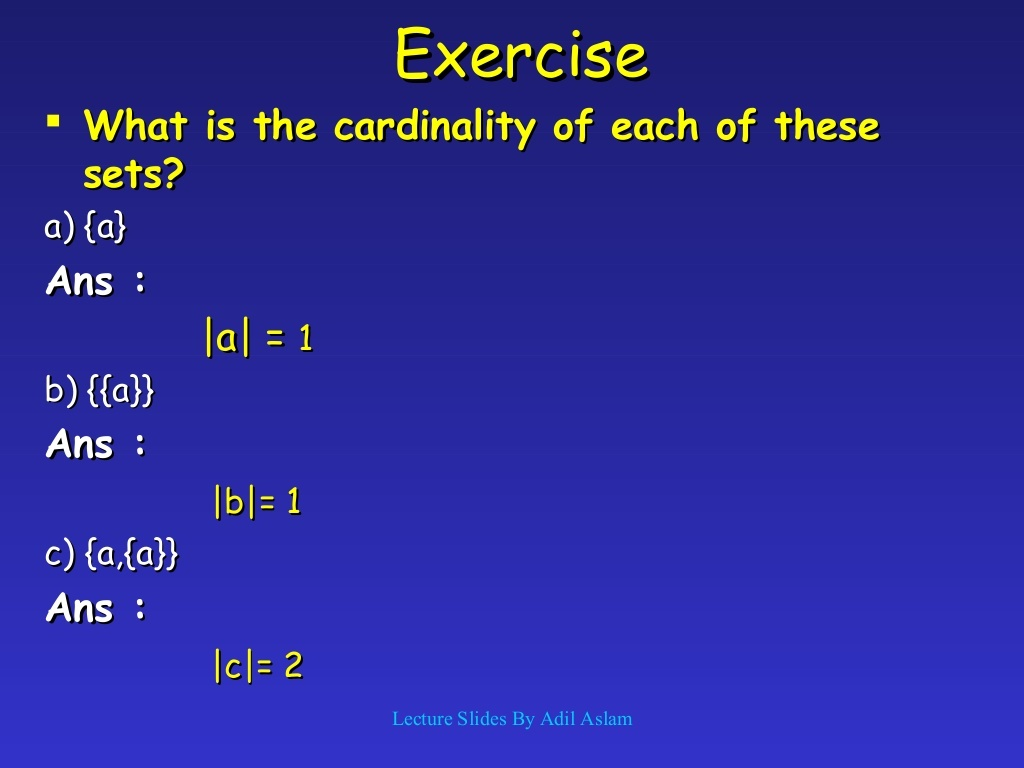 Exercise
▪ What is the cardinality of each of these
sets?
a) {a}
Ans :
|a| = 1
b) {{a}}
Ans :
|b|= 1
c) {a,{a}}
Ans :
|c|= 2
Lecture Slides By Adil Aslam